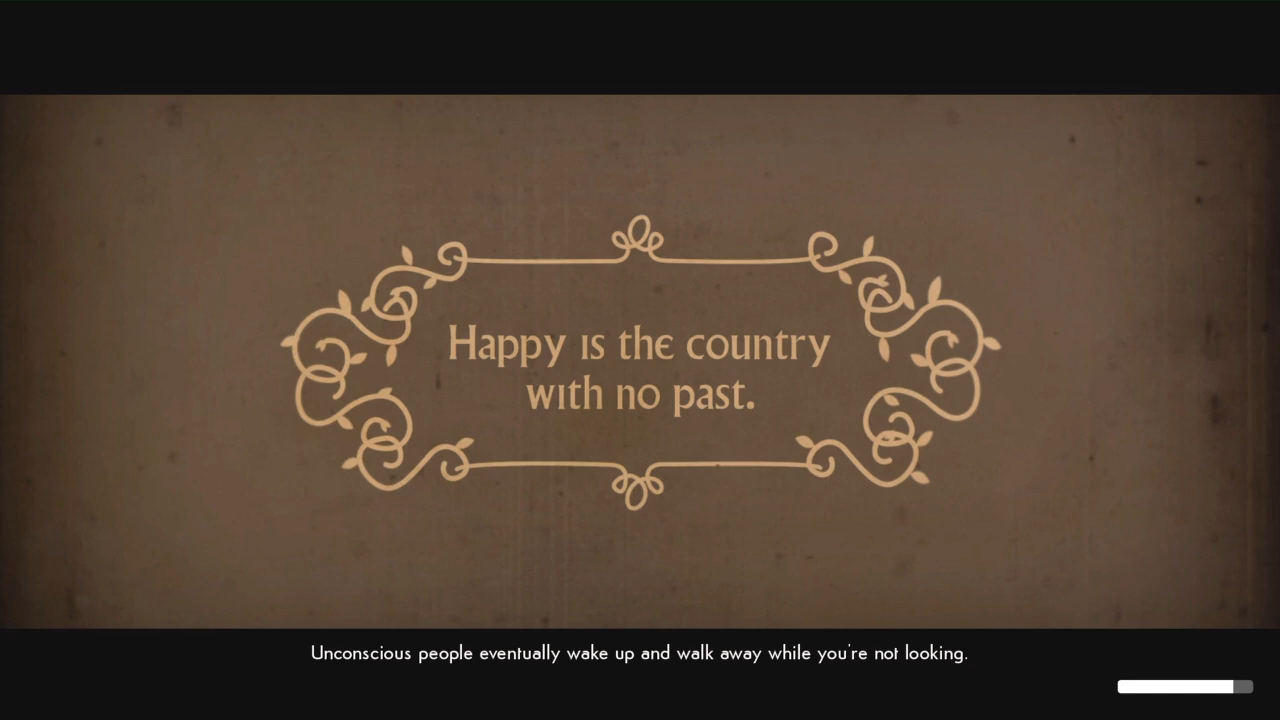 Happy is the country
with no past.
Unconscious people eventually wake up and walk away while you're not looking.